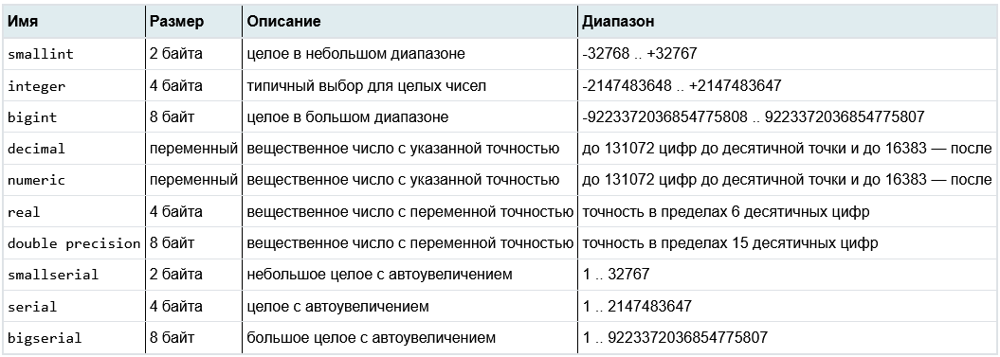 Имя Размер Описание Диапазон
smallint 2 байта целое в небольшом диапазоне -32768 .. +32767
integer 4 байта типичный выбор для целых чисел -2147483648 .. +2147483647
bigint 8 байт целое в большом диапазоне -9223372036854775808 .. 9223372036854775807
decimal переменный вещественное число с указанной точностью до 131072 цифр до десятичной точки и до 16383 — после
numeric переменный вещественное число с указанной точностью до 131072 цифр до десятичной точки и до 16383 — после
real 4 байта вещественное число с переменной точностью точность в пределах 6 десятичных цифр
double precision 8 байт вещественное число с переменной точностью точность в пределах 15 десятичных цифр
smallserial 2 байта небольшое целое с автоувеличением 1 .. 32767
serial 4 байта целое с автоувеличением 1 .. 2147483647
bigserial 8 байт большое целое с автоувеличением 1 .. 9223372036854775807